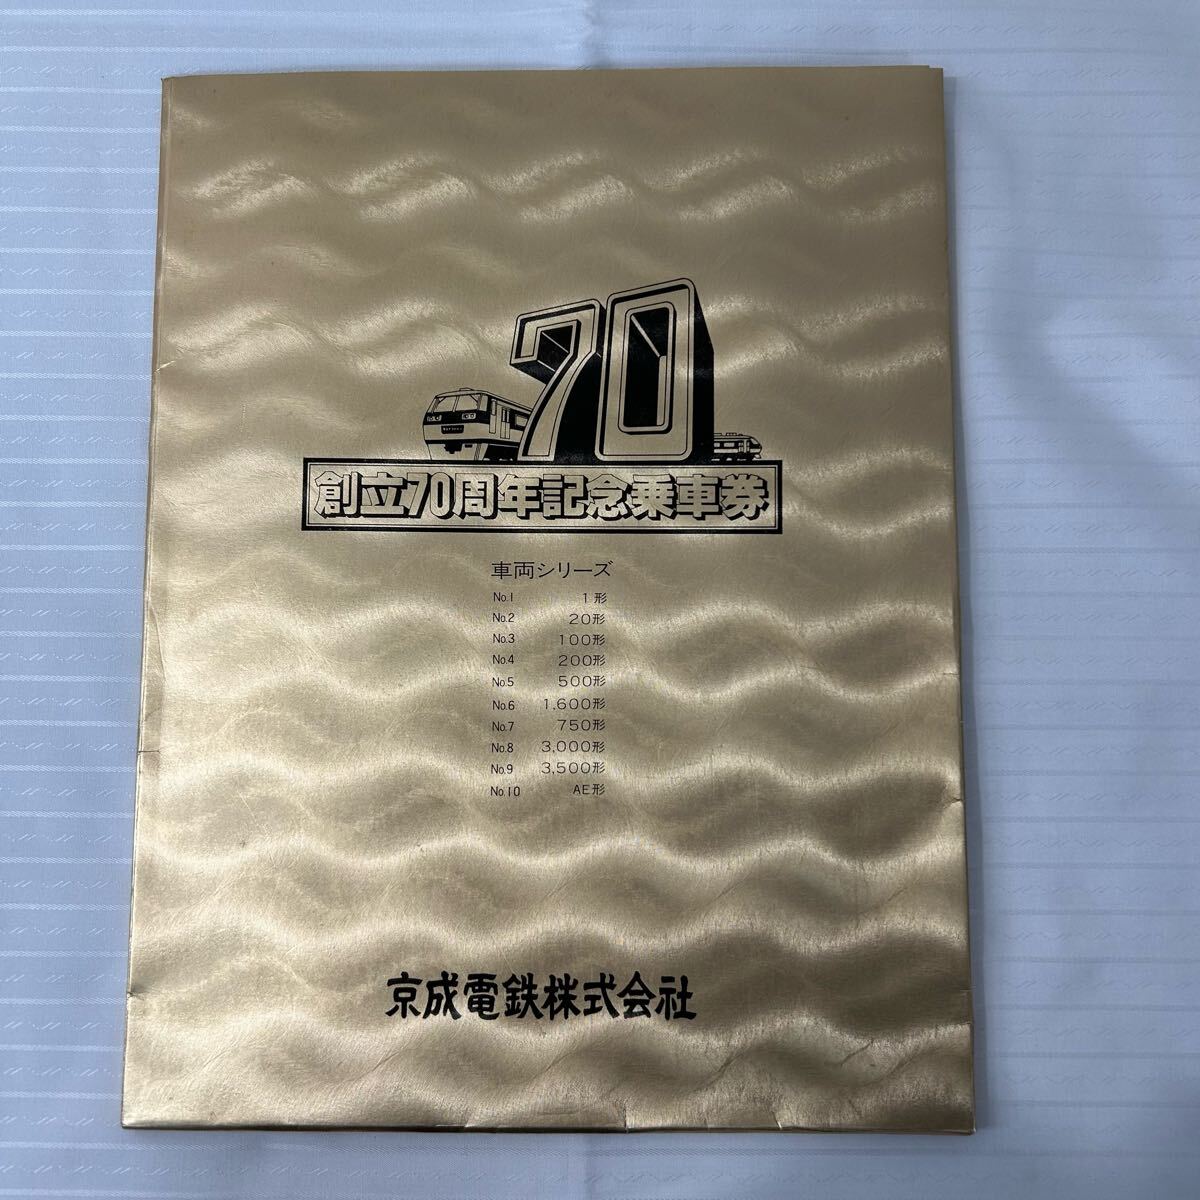 70
創立70周年記念乗車券
車両シリーズ
No.1 1形
No.2 20形
No.3 100形
No.4 200形
No.5 500形
No.6 1,600形
No.7 750形
No.8 3,000形
No.9 3,500形
No.10 AE形
京成電鉄株式会社